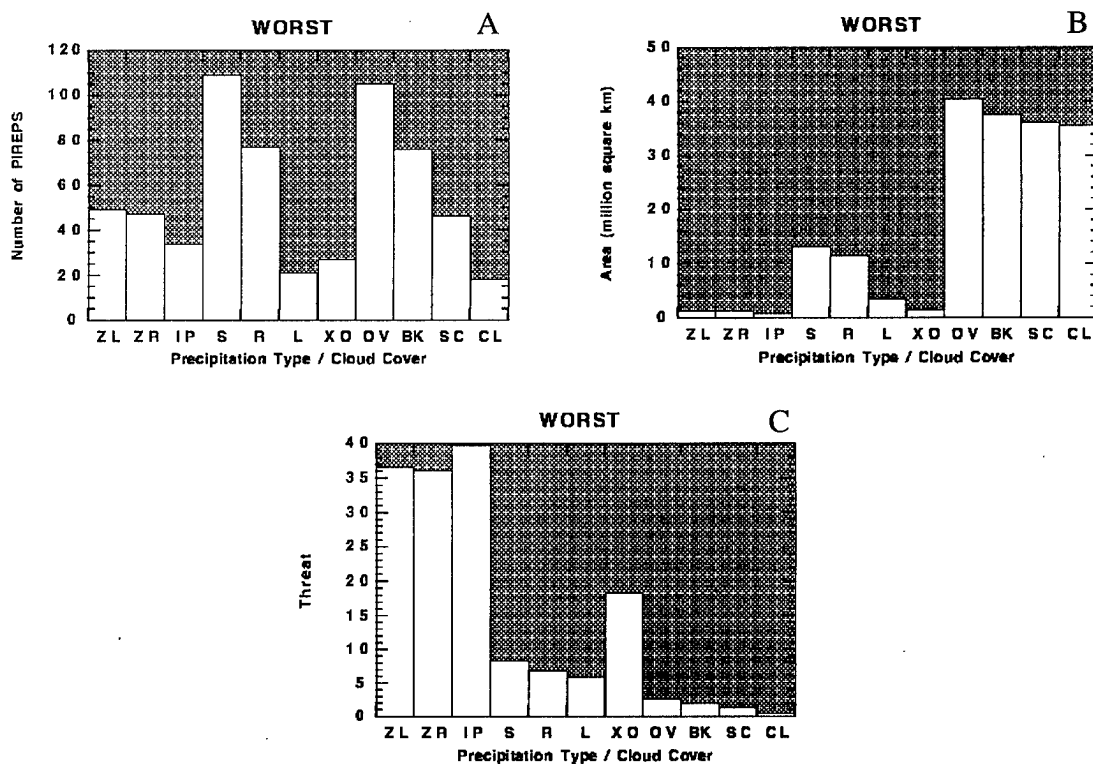 WORST
A
120
100
80
60
40
20
0
Number of PIREPS
ZL ZR IP S R L XO OV BK SC CL
Precipitation Type / Cloud Cover
WORST
B
50
40
30
20
10
0
Area (million square km)
ZL ZR IP S R L XO OV BK SC CL
Precipitation Type / Cloud Cover
WORST
C
40
35
30
25
20
15
10
5
0
Threat
ZL ZR IP S R L XO OV BK SC CL
Precipitation Type / Cloud Cover